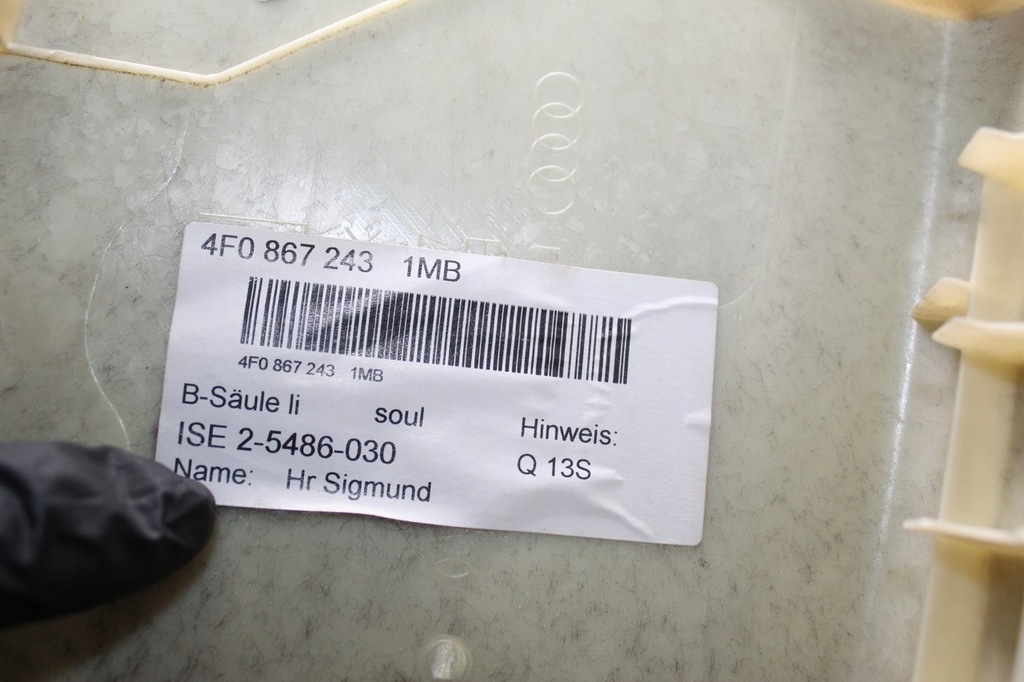 4F0 867 243 1MB
4F0 867 243 1MB
B-Säule li soul
ISE 2-5486-030
Hinweis:
Q 13S
Name: Hr Sigmund